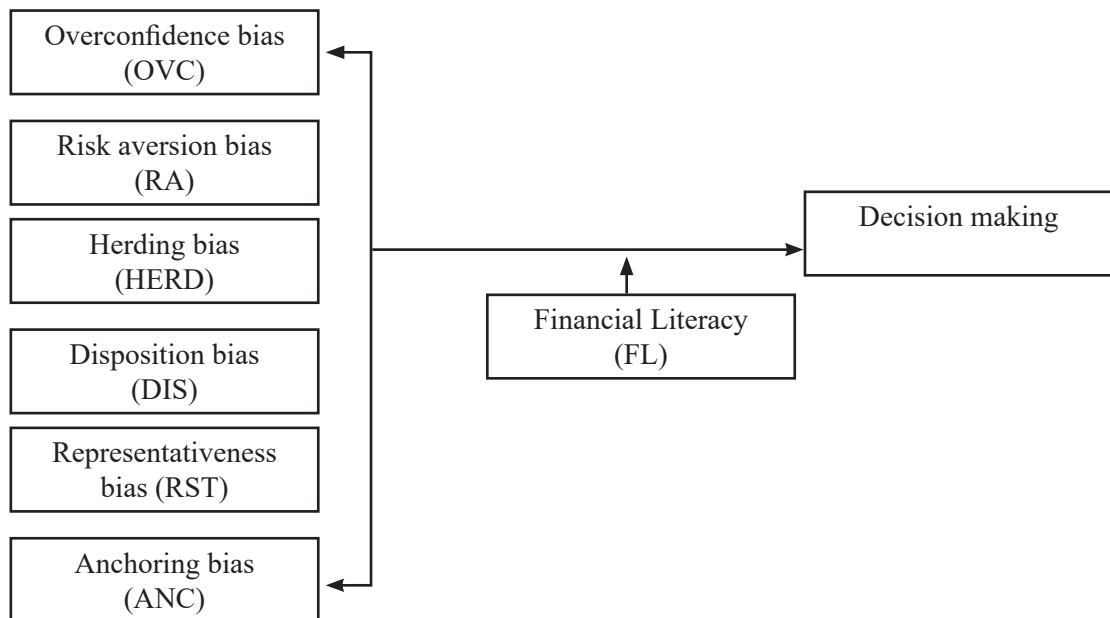 Overconfidence bias
(OVC)
Risk aversion bias
(RA)
Herding bias
(HERD)
Disposition bias
(DIS)
Representativeness
bias (RST)
Anchoring bias
(ANC)
Financial Literacy
(FL)
Decision making